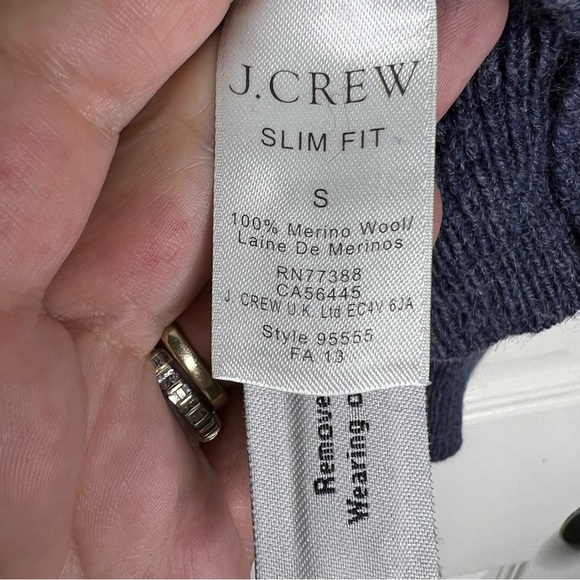 J.CREW
SLIM FIT
S
100% Merino Wool/
Laine De Merinos
RN77388
CA56445
J. CREW U.K. Ltd EC4V 6JA
Style 95555
FA 13
Remove
Wearing o